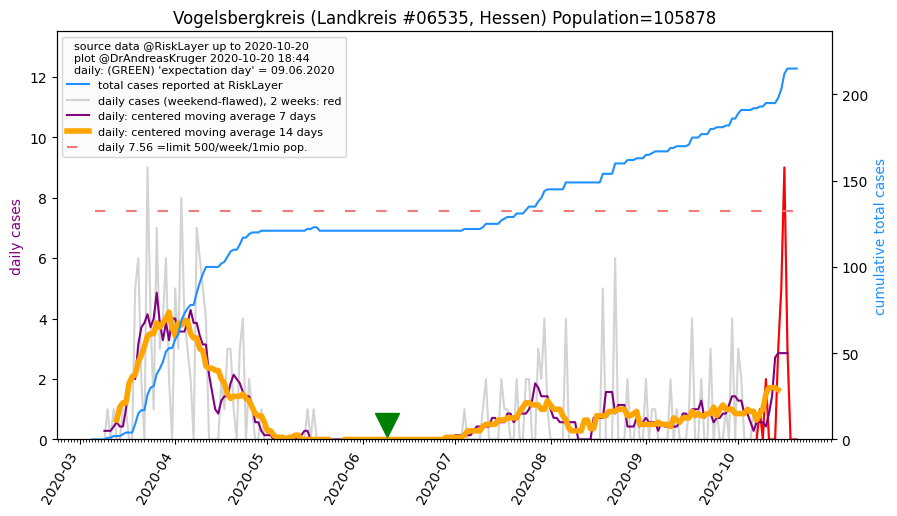 Vogelsbergkreis (Landkreis #06535, Hessen) Population=105878
source data @RiskLayer up to 2020-10-20
plot @DrAndreasKruger 2020-10-20 18:44
daily: (GREEN) 'expectation day' = 09.06.2020
total cases reported at RiskLayer
daily cases (weekend-flawed), 2 weeks: red
daily: centered moving average 7 days
daily: centered moving average 14 days
daily 7.56 =limit 500/week/1mio pop.
daily cases
12
10
8
6
4
2
0
cumulative total cases
200
150
100
50
0
2020-03
2020-04
2020-05
2020-06
2020-07
2020-08
2020-09
2020-10